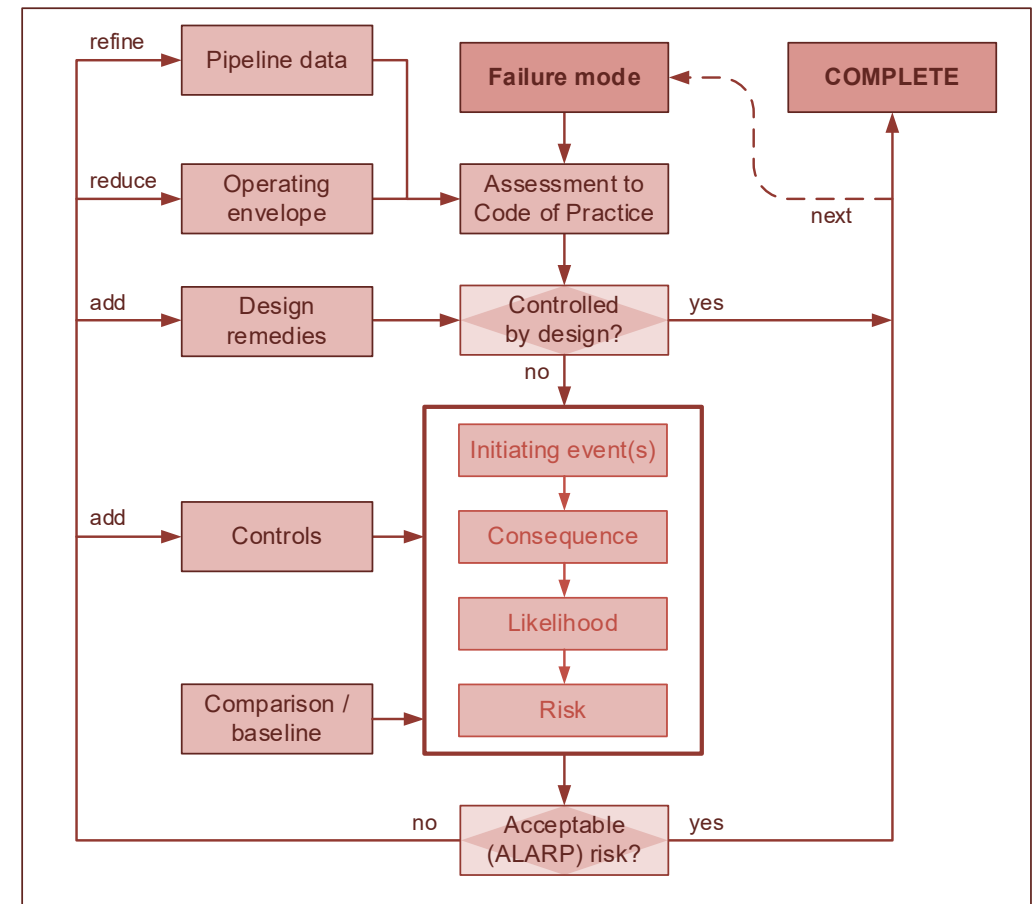 refine
Pipeline data
Failure mode
COMPLETE
reduce
Operating
envelope
Assessment to
Code of Practice
next
add
Design
remedies
Controlled
by design?
yes
no
Initiating event(s)
add
Controls
Consequence
Likelihood
Comparison /
baseline
Risk
no
Acceptable
(ALARP) risk?
yes